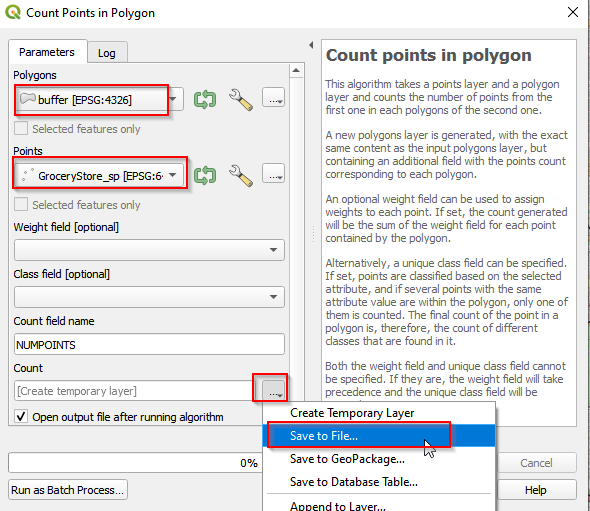 Count Points in Polygon
Parameters
Log
Polygons
buffer [EPSG:4326]
Selected features only
Points
GroceryStore_sp [EPSG:6
Selected features only
Weight field [optional]
Class field [optional]
Count field name
NUMPOINTS
Count
[Create temporary layer]
Open output file after running algorithm
0%
Run as Batch Process...
Count points in polygon
This algorithm takes a points layer and a polygon
layer and counts the number of points from the
first one in each polygons of the second one.
A new polygons layer is generated, with the exact
same content as the input polygons layer, but
containing an additional field with the points count
corresponding to each polygon.
An optional weight field can be used to assign
weights to each point. If set, the count generated
will be the sum of the weight field for each point
contained by the polygon.
Alternatively, a unique class field can be specified.
If set, points are classified based on the selected
attribute, and if several points with the same
attribute value are within the polygon, only one of
them is counted. The final count of the point in a
polygon is, therefore, the count of different
classes that are found in it.
Both the weight field and unique class field cannot
be specified. If they are, the weight field will take
precedence and the unique class field will be
Create Temporary Layer
Save to File...
Save to GeoPackage...
Save to Database Table...
Append to Layer...
Cancel
Help